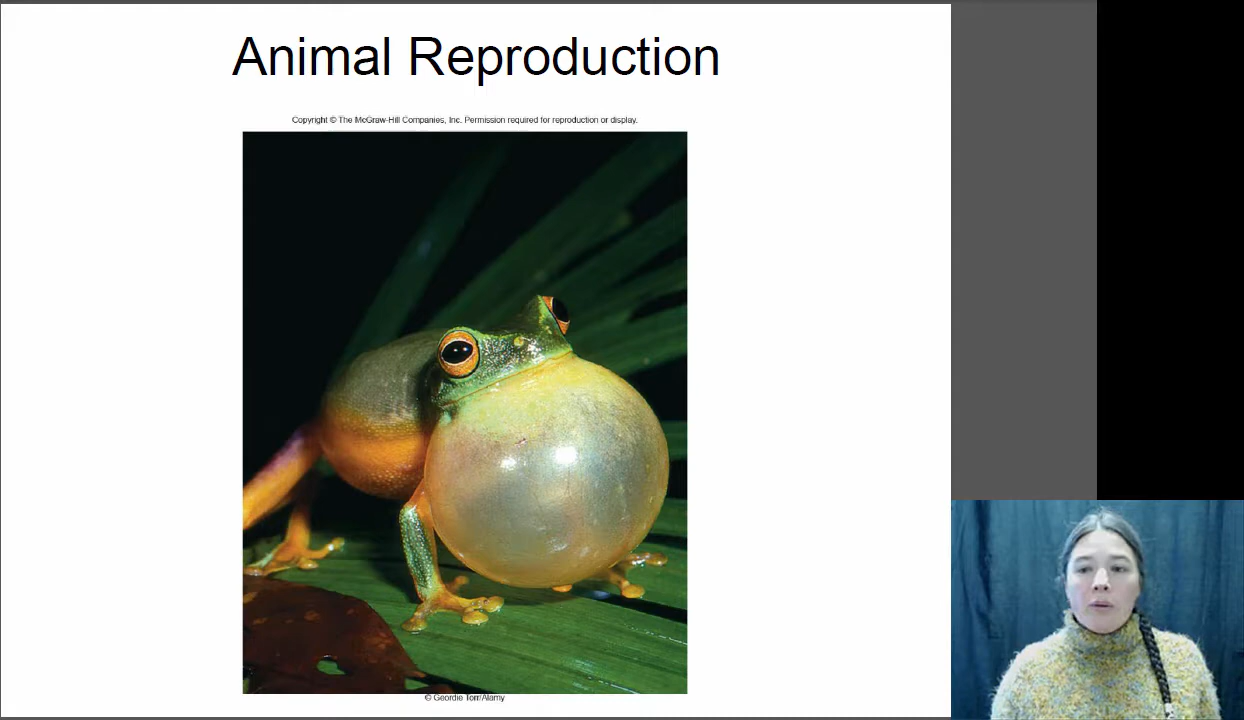 Animal Reproduction
Copyright © The McGraw-Hill Companies, Inc. Permission required for reproduction or display.
© Geordie Torr/Alamy